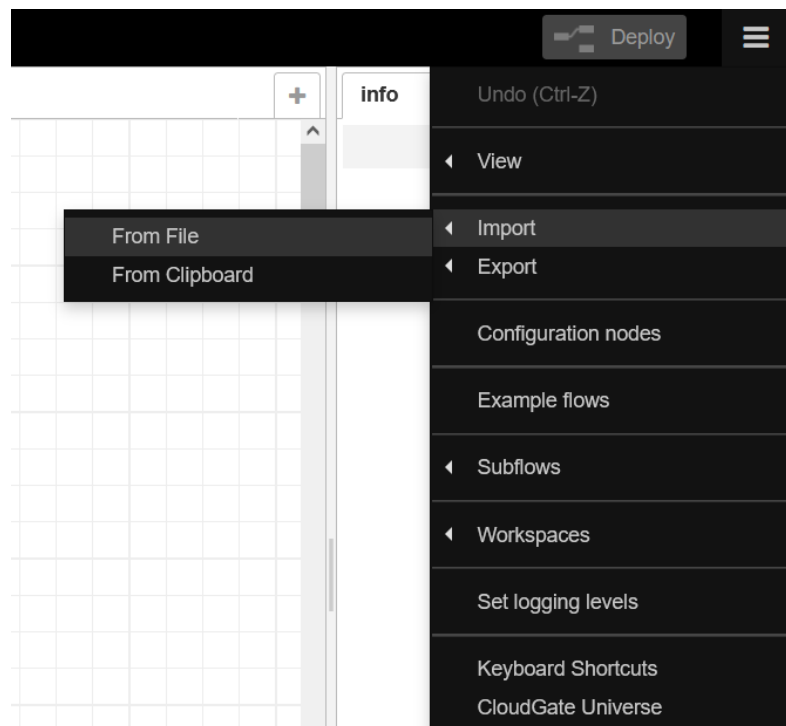 Deploy
+
info
Undo (Ctrl-Z)
View
Import
From File
From Clipboard
Export
Configuration nodes
Example flows
Subflows
Workspaces
Set logging levels
Keyboard Shortcuts
CloudGate Universe